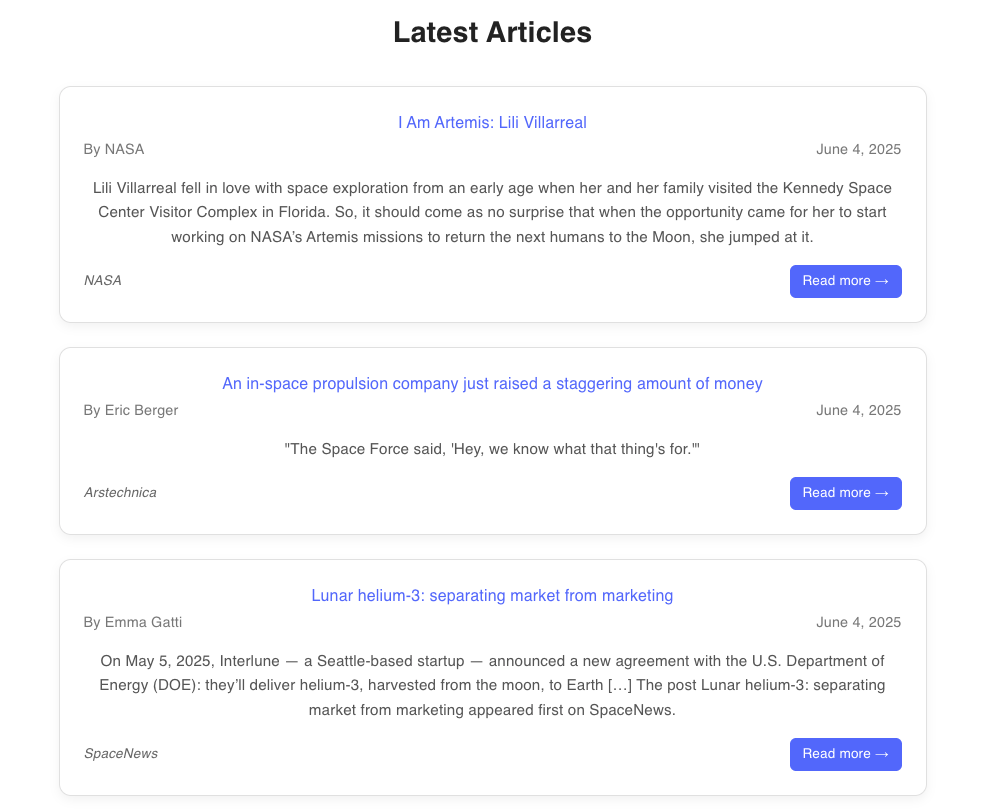 Latest Articles
I Am Artemis: Lili Villarreal
By NASA
June 4, 2025
Lili Villarreal fell in love with space exploration from an early age when her and her family visited the Kennedy Space
Center Visitor Complex in Florida. So, it should come as no surprise that when the opportunity came for her to start
working on NASA’s Artemis missions to return the next humans to the Moon, she jumped at it.
NASA
Read more →
An in-space propulsion company just raised a staggering amount of money
By Eric Berger
June 4, 2025
"The Space Force said, 'Hey, we know what that thing's for.'"
Arstechnica
Read more →
Lunar helium-3: separating market from marketing
By Emma Gatti
June 4, 2025
On May 5, 2025, Interlune — a Seattle-based startup — announced a new agreement with the U.S. Department of
Energy (DOE): they’ll deliver helium-3, harvested from the moon, to Earth […] The post Lunar helium-3: separating
market from marketing appeared first on SpaceNews.
SpaceNews
Read more →